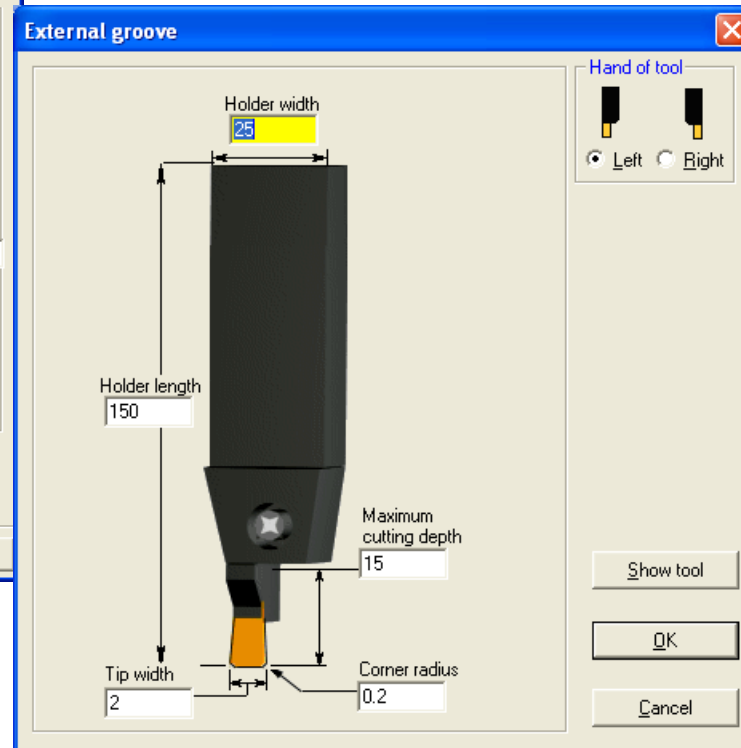 External groove
Hand of tool
Left
Right
Holder width
25
Holder length
150
Maximum
cutting depth
15
Tip width
2
Corner radius
0.2
Show tool
OK
Cancel